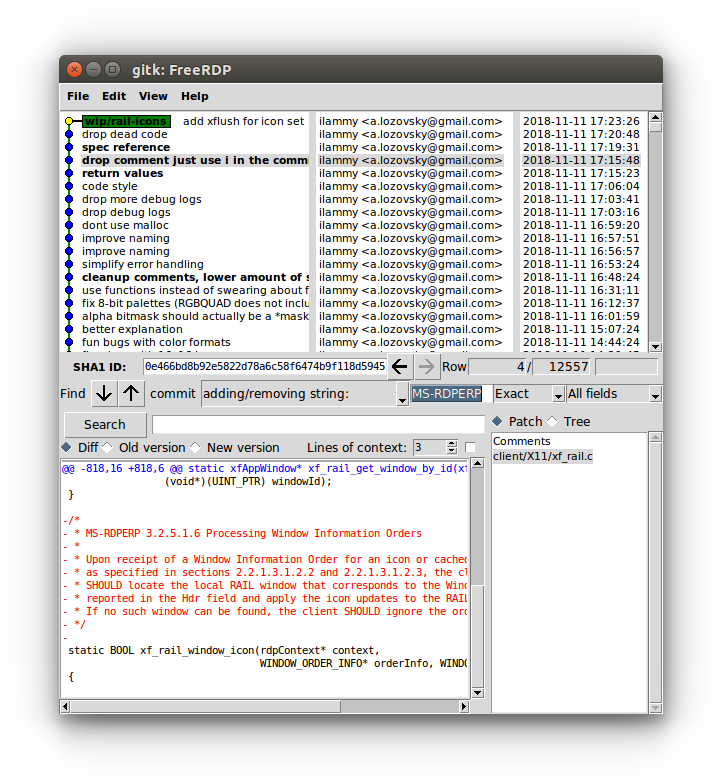 gitk: FreeRDP
File Edit View Help
wip/rail-icons add xflush for icon set ilammy <a.lozovsky@gmail.com> 2018-11-11 17:23:26
drop dead code ilammy <a.lozovsky@gmail.com> 2018-11-11 17:20:48
spec reference ilammy <a.lozovsky@gmail.com> 2018-11-11 17:19:31
drop comment just use i in the comm ilammy <a.lozovsky@gmail.com> 2018-11-11 17:15:48
return values ilammy <a.lozovsky@gmail.com> 2018-11-11 17:15:23
code style ilammy <a.lozovsky@gmail.com> 2018-11-11 17:06:04
drop more debug logs ilammy <a.lozovsky@gmail.com> 2018-11-11 17:03:41
drop debug logs ilammy <a.lozovsky@gmail.com> 2018-11-11 17:03:16
dont use malloc ilammy <a.lozovsky@gmail.com> 2018-11-11 16:59:20
improve naming ilammy <a.lozovsky@gmail.com> 2018-11-11 16:57:51
improve naming ilammy <a.lozovsky@gmail.com> 2018-11-11 16:56:57
simplify error handling ilammy <a.lozovsky@gmail.com> 2018-11-11 16:53:24
cleanup comments, lower amount of s ilammy <a.lozovsky@gmail.com> 2018-11-11 16:48:24
use functions instead of swearing about f ilammy <a.lozovsky@gmail.com> 2018-11-11 16:31:11
fix 8-bit palettes (RGBQUAD does not inclu ilammy <a.lozovsky@gmail.com> 2018-11-11 16:12:37
alpha bitmask should actually be a *mask ilammy <a.lozovsky@gmail.com> 2018-11-11 16:01:59
better explanation ilammy <a.lozovsky@gmail.com> 2018-11-11 15:07:24
fun bugs with color formats ilammy <a.lozovsky@gmail.com> 2018-11-11 14:44:24
SHA1 ID: 0e466bd8b92e5822d78a6c58f6474b9f118d5945 Row 4 / 12557
Find commit adding/removing string: MS-RDPERP Exact All fields
Search
Patch Tree
Diff Old version New version Lines of context: 3
Comments
client/X11/xf_rail.c
@@ -818,16 +818,6 @@ static xfAppWindow* xf_rail_get_window_by_id(xf
(void*)(UINT_PTR) windowId);
}
-/*
- * MS-RDPERP 3.2.5.1.6 Processing Window Information Orders
- *
- * Upon receipt of a Window Information Order for an icon or cached
- * as specified in sections 2.2.1.3.1.2.2 and 2.2.1.3.1.2.3, the cl
- * SHOULD locate the local RAIL window that corresponds to the Wind
- * reported in the Hdr field and apply the icon updates to the RAIL
- * If no such window can be found, the client SHOULD ignore the ord
- */
-
static BOOL xf_rail_window_icon(rdpContext* context,
WINDOW_ORDER_INFO* orderInfo, WINDO
{